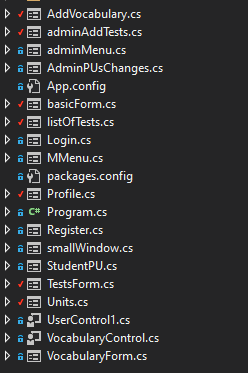 AddVocabulary.cs
adminAddTests.cs
adminMenu.cs
AdminPUsChanges.cs
App.config
basicForm.cs
listOfTests.cs
Login.cs
MMenu.cs
packages.config
Profile.cs
C# Program.cs
Register.cs
smallWindow.cs
StudentPU.cs
TestsForm.cs
Units.cs
UserControl1.cs
VocabularyControl.cs
VocabularyForm.cs